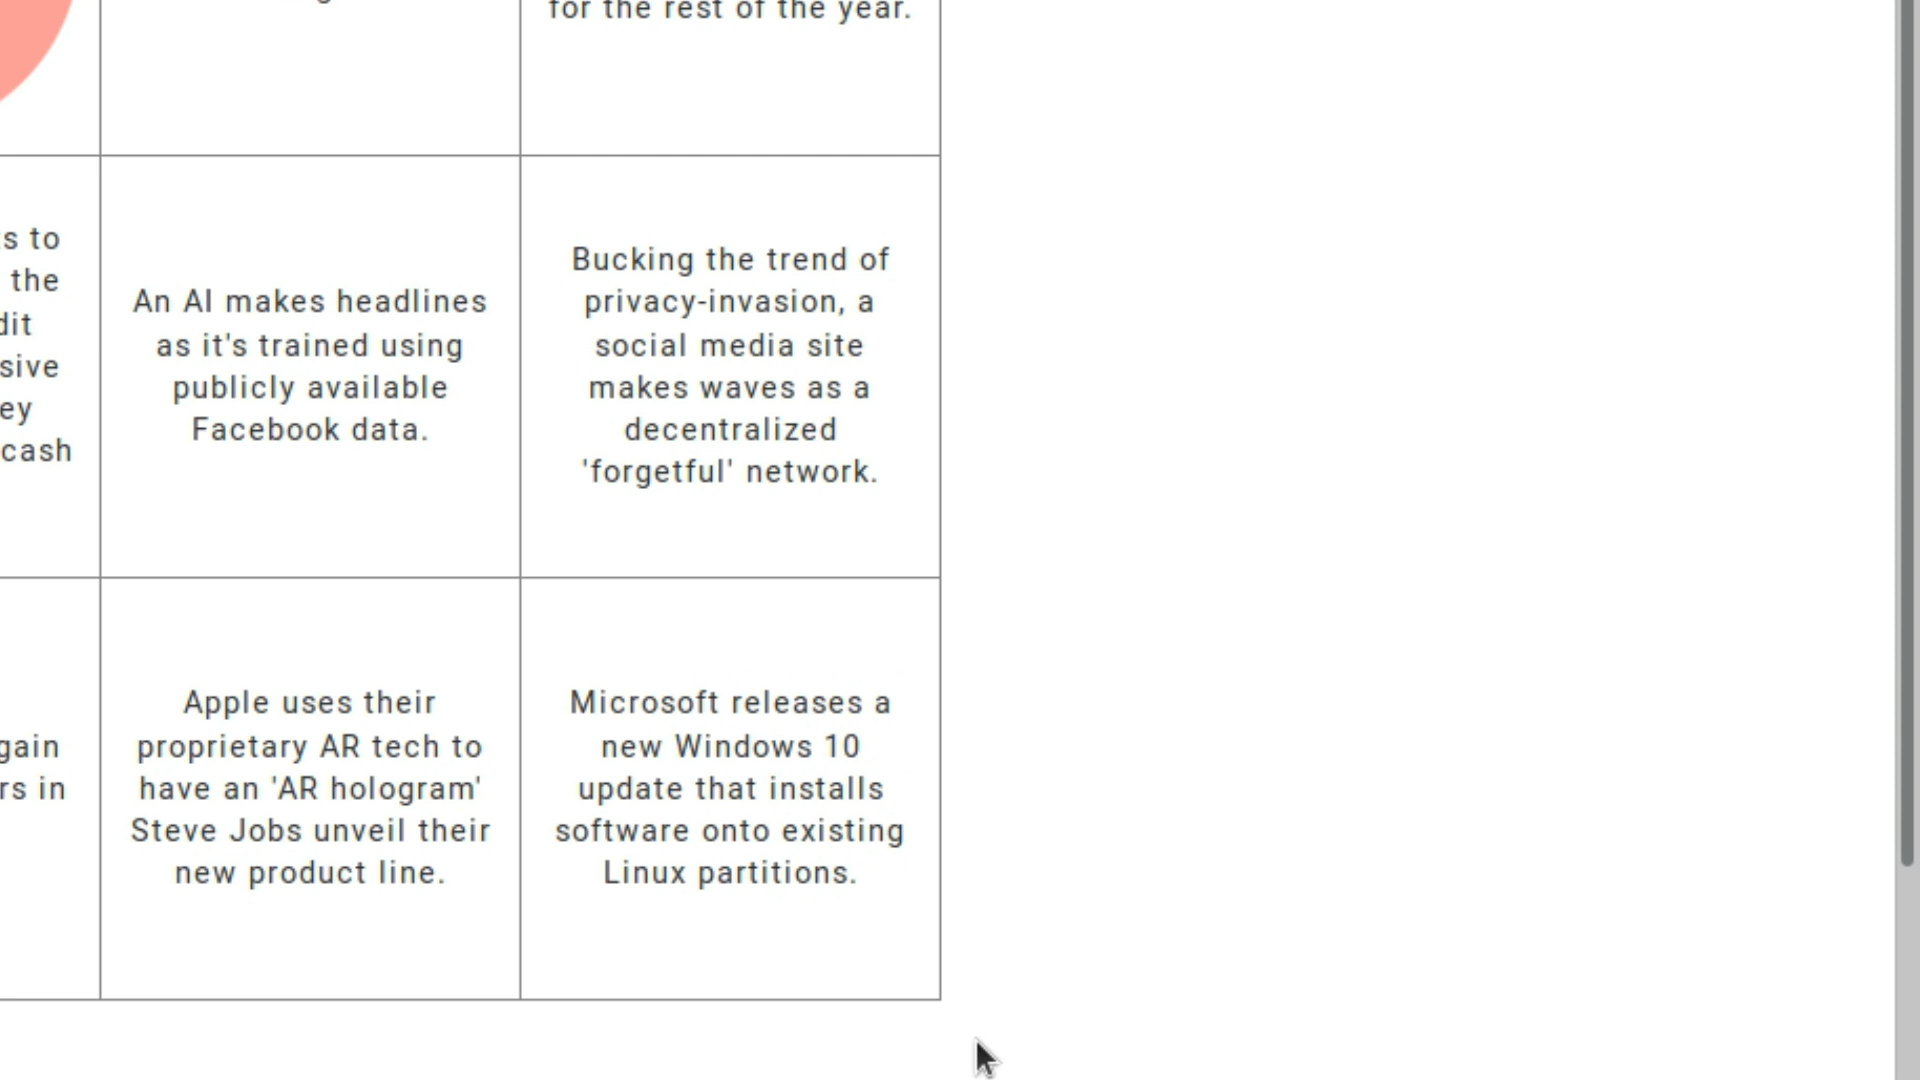 for the rest of the year.
s to
the
dit
sive
ey
cash
An AI makes headlines
as it's trained using
publicly available
Facebook data.
Bucking the trend of
privacy-invasion, a
social media site
makes waves as a
decentralized
'forgetful' network.
gain
rs in
Apple uses their
proprietary AR tech to
have an 'AR hologram'
Steve Jobs unveil their
new product line.
Microsoft releases a
new Windows 10
update that installs
software onto existing
Linux partitions.